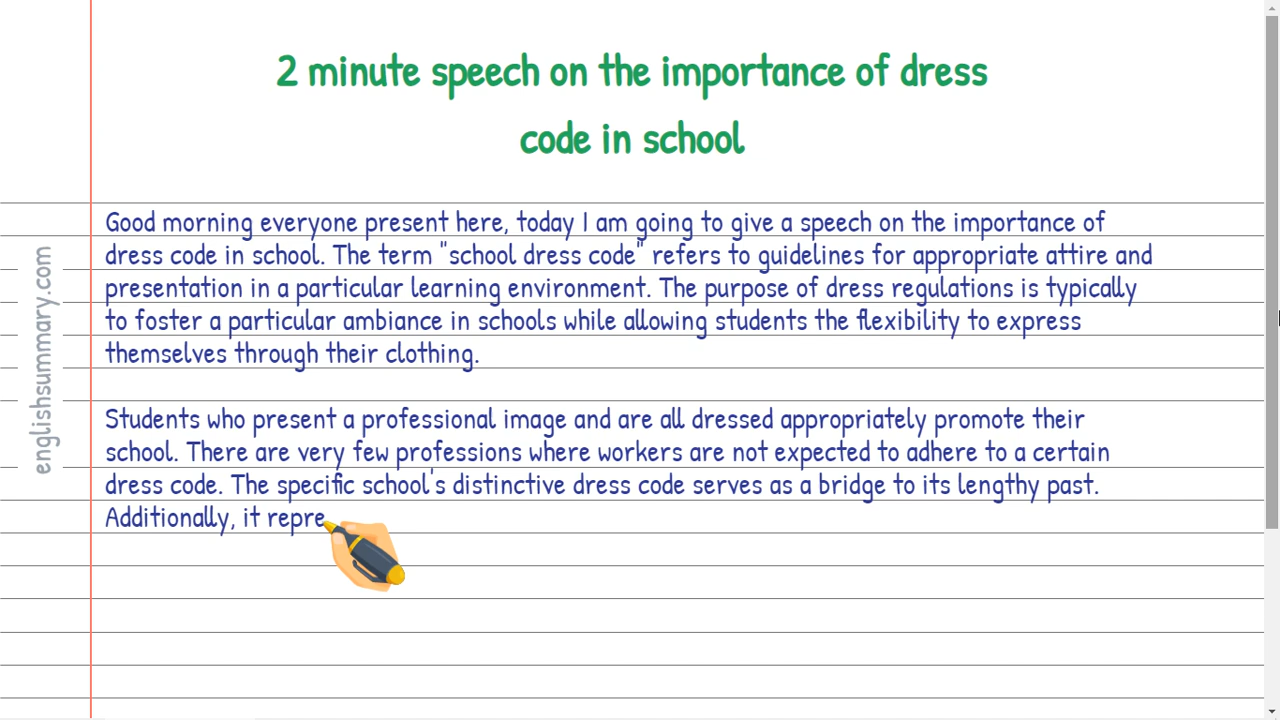 2 minute speech on the importance of dress
code in school
englishsummary.com
Good morning everyone present here, today I am going to give a speech on the importance of
dress code in school. The term "school dress code" refers to guidelines for appropriate attire and
presentation in a particular learning environment. The purpose of dress regulations is typically
to foster a particular ambiance in schools while allowing students the flexibility to express
themselves through their clothing.
Students who present a professional image and are all dressed appropriately promote their
school. There are very few professions where workers are not expected to adhere to a certain
dress code. The specific school's distinctive dress code serves as a bridge to its lengthy past.
Additionally, it repre